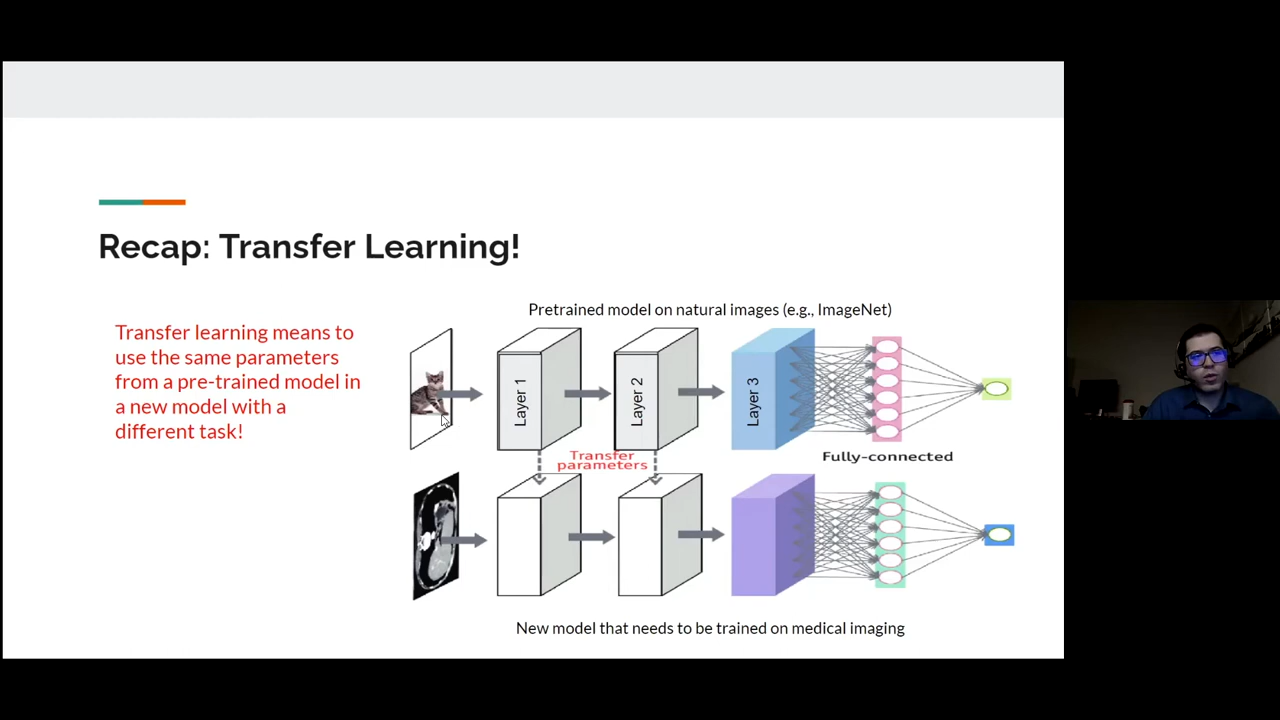 Recap: Transfer Learning!
Transfer learning means to
use the same parameters
from a pre-trained model in
a new model with a
different task!
Pretrained model on natural images (e.g., ImageNet)
Layer 1
Layer 2
Layer 3
Transfer
parameters
Fully-connected
New model that needs to be trained on medical imaging